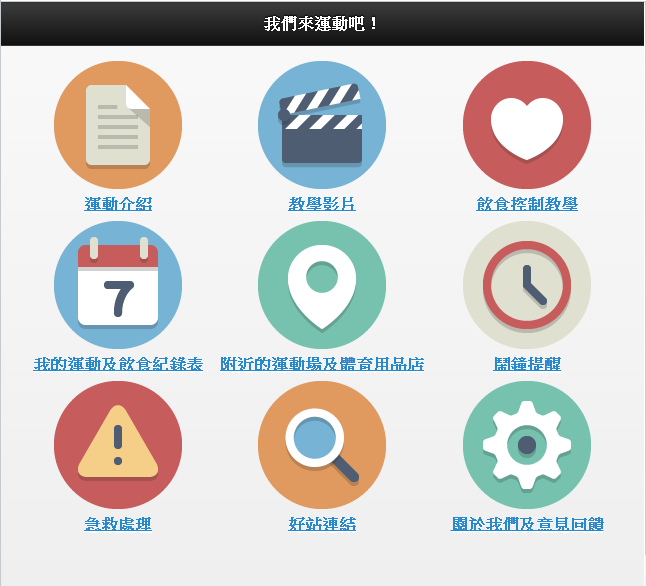 我們來運動吧！
運動介紹
教學影片
飲食控制教學
7
我的運動及飲食紀錄表
附近的運動場及體育用品店
鬧鐘提醒
急救處理
好站連結
關於我們及意見回饋